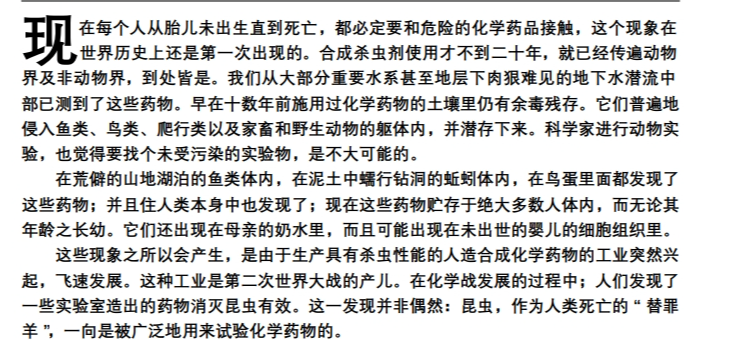 现在每个人从胎儿未出生直到死亡，都必定要和危险的化学药品接触，这个现象在
世界历史上还是第一次出现的。合成杀虫剂使用才不到二十年，就已经传遍动物
界及非动物界，到处皆是。我们从大部分重要水系甚至地层下肉狠难见的地下水潜流中
部已测到了这些药物。早在十数年前施用过化学药物的土壤里仍有余毒残存。它们普遍地
侵入鱼类、鸟类、爬行类以及家畜和野生动物的躯体内，并潜存下来。科学家进行动物实
验，也觉得要找个未受污染的实验物，是不大可能的。
在荒僻的山地湖泊的鱼类体内，在泥土中蠕行钻洞的蚯蚓体内，在鸟蛋里面都发现了
这些药物；并且住人类本身中也发现了；现在这些药物贮存于绝大多数人体内，而无论其
年龄之长幼。它们还出现在母亲的奶水里，而且可能出现在未出世的婴儿的细胞组织里。
这些现象之所以会产生，是由于生产具有杀虫性能的人造合成化学药物的工业突然兴
起，飞速发展。这种工业是第二次世界大战的产儿。在化学战发展的过程中；人们发现了
一些实验室造出的药物消灭昆虫有效。这一发现并非偶然：昆虫，作为人类死亡的“替罪
羊”，一向是被广泛地用来试验化学药物的。